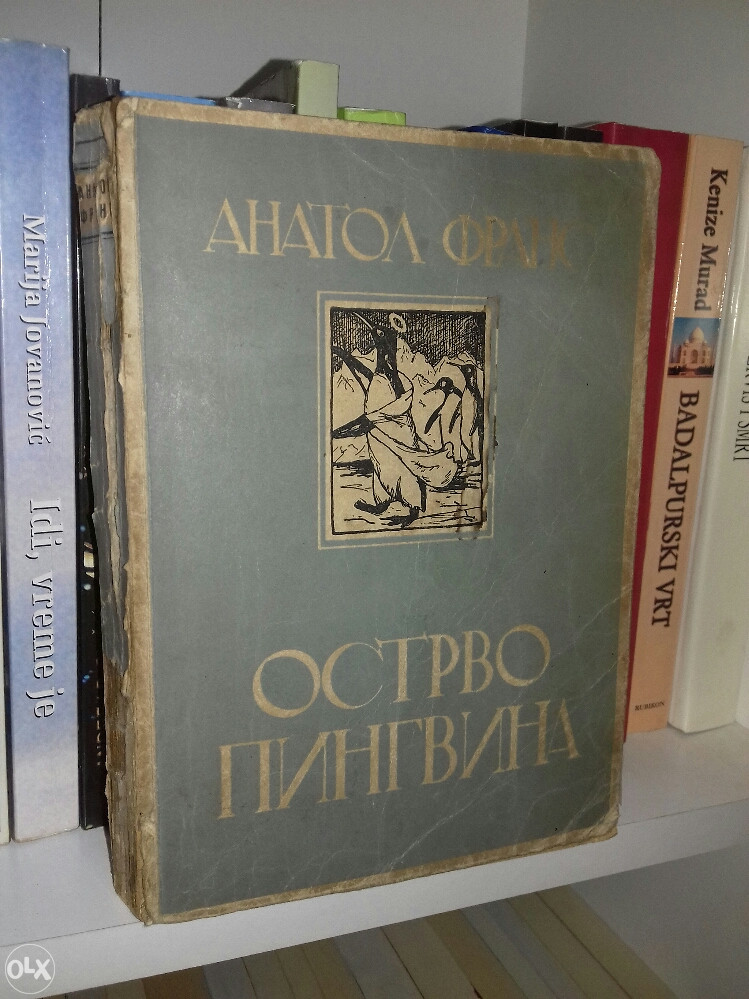 Marija Jovanović Idi, vreme je
АНАТОЛ ФРАНС
ОСТРВО
ПИНГВИНА
Kenize Murad BADALPURSKI VRT
RUBIKON
OLX